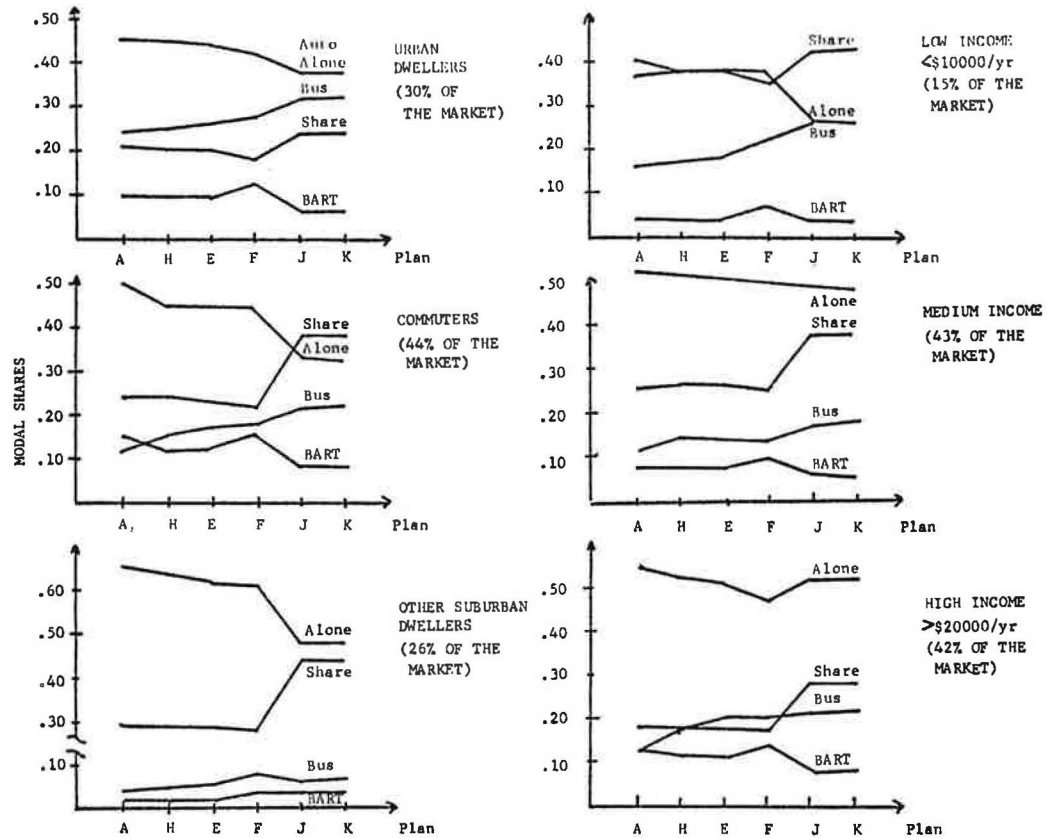 MODAL SHARES
.50
.40
.30
.20
.10
Auto
Alone
Bus
Share
BART
A H E F J K Plan
URBAN
DWELLERS
(30% OF
THE MARKET)
.40
.30
.20
.10
Share
Alone
Bus
BART
A H E F J K Plan
LOW INCOME
<$10000/yr
(15% OF THE
MARKET)
.50
.40
.30
.20
.10
Share
Alone
Bus
BART
A, H E F J K Plan
COMMUTERS
(44% OF THE
MARKET)
.50
.40
.30
.20
.10
Alone
Share
Bus
BART
A H E F J K Plan
MEDIUM INCOME
(43% OF THE
MARKET)
.60
.50
.40
.30
.10
Alone
Share
Bus
BART
A H E F J K Plan
OTHER SUBURBAN
DWELLERS
(26% OF THE
MARKET)
.50
.40
.30
.20
.10
Alone
Share
Bus
BART
A H E F J K Plan
HIGH INCOME
>$20000/yr
(42% OF THE
MARKET)